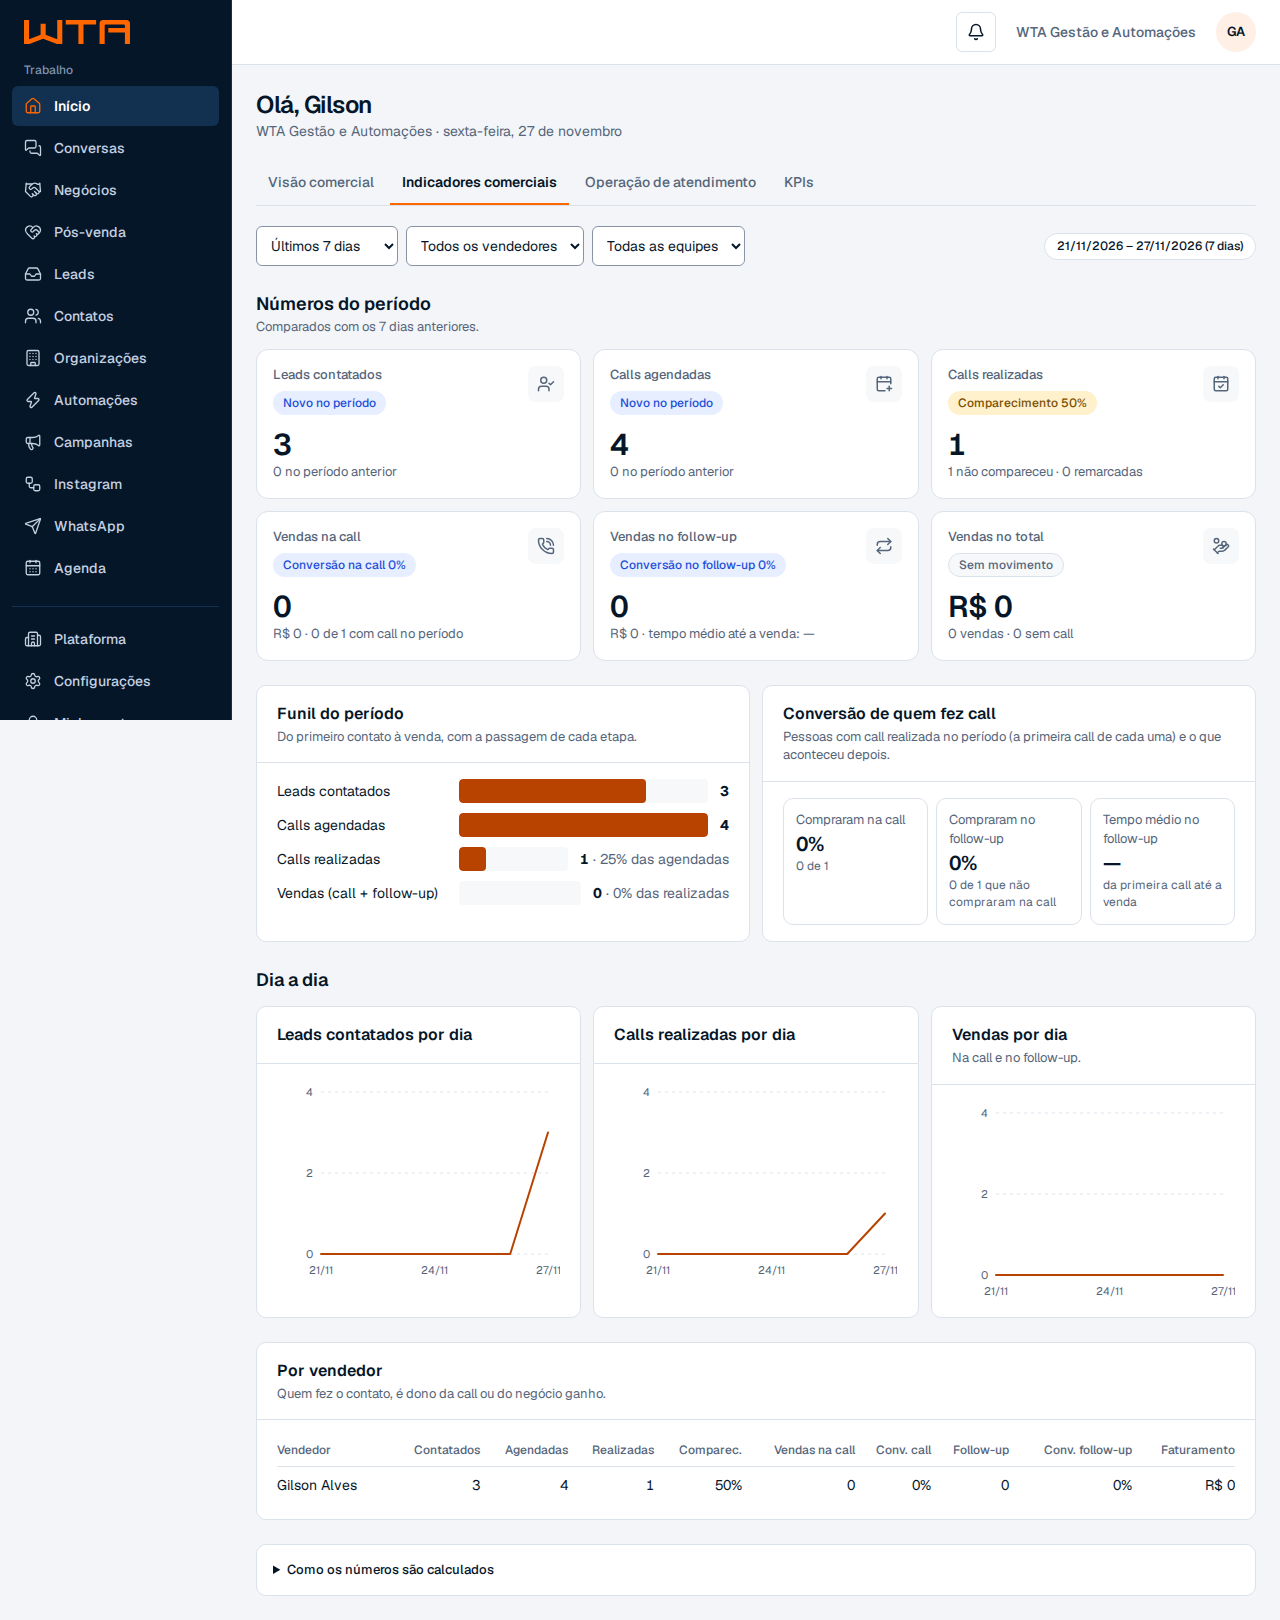 WTA
Trabalho
Início
Conversas
Negócios
Pós-venda
Leads
Contatos
Organizações
Automações
Campanhas
Instagram
WhatsApp
Agenda
Plataforma
Configurações
WTA Gestão e Automações
GA
Olá, Gilson
WTA Gestão e Automações · sexta-feira, 27 de novembro
Visão comercial
Indicadores comerciais
Operação de atendimento
KPIs
Últimos 7 dias
Todos os vendedores
Todas as equipes
21/11/2026 – 27/11/2026 (7 dias)
Números do período
Comparados com os 7 dias anteriores.
Leads contatados
Novo no período
3
0 no período anterior
Calls agendadas
Novo no período
4
0 no período anterior
Calls realizadas
Comparecimento 50%
1
1 não compareceu · 0 remarcadas
Vendas na call
Conversão na call 0%
0
R$ 0 · 0 de 1 com call no período
Vendas no follow-up
Conversão no follow-up 0%
0
R$ 0 · tempo médio até a venda: —
Vendas no total
Sem movimento
R$ 0
0 vendas · 0 sem call
Funil do período
Do primeiro contato à venda, com a passagem de cada etapa.
Leads contatados 3
Calls agendadas 4
Calls realizadas 1 · 25% das agendadas
Vendas (call + follow-up) 0 · 0% das realizadas
Conversão de quem fez call
Pessoas com call realizada no período (a primeira call de cada uma) e o que
aconteceu depois.
Compraram na call
0%
0 de 1
Compraram no
follow-up
0%
0 de 1 que não
compraram na call
Tempo médio no
follow-up
—
da primeira call até a
venda
Dia a dia
Leads contatados por dia
4
2
0
21/11 24/11 27/11
Calls realizadas por dia
4
2
0
21/11 24/11 27/11
Vendas por dia
Na call e no follow-up.
4
2
0
21/11 24/11 27/11
Por vendedor
Quem fez o contato, é dono da call ou do negócio ganho.
Vendedor Contatados Agendadas Realizadas Comparec. Vendas na call Conv. call Follow-up Conv. follow-up Faturamento
Gilson Alves 3 4 1 50% 0 0% 0 0% R$ 0
Como os números são calculados